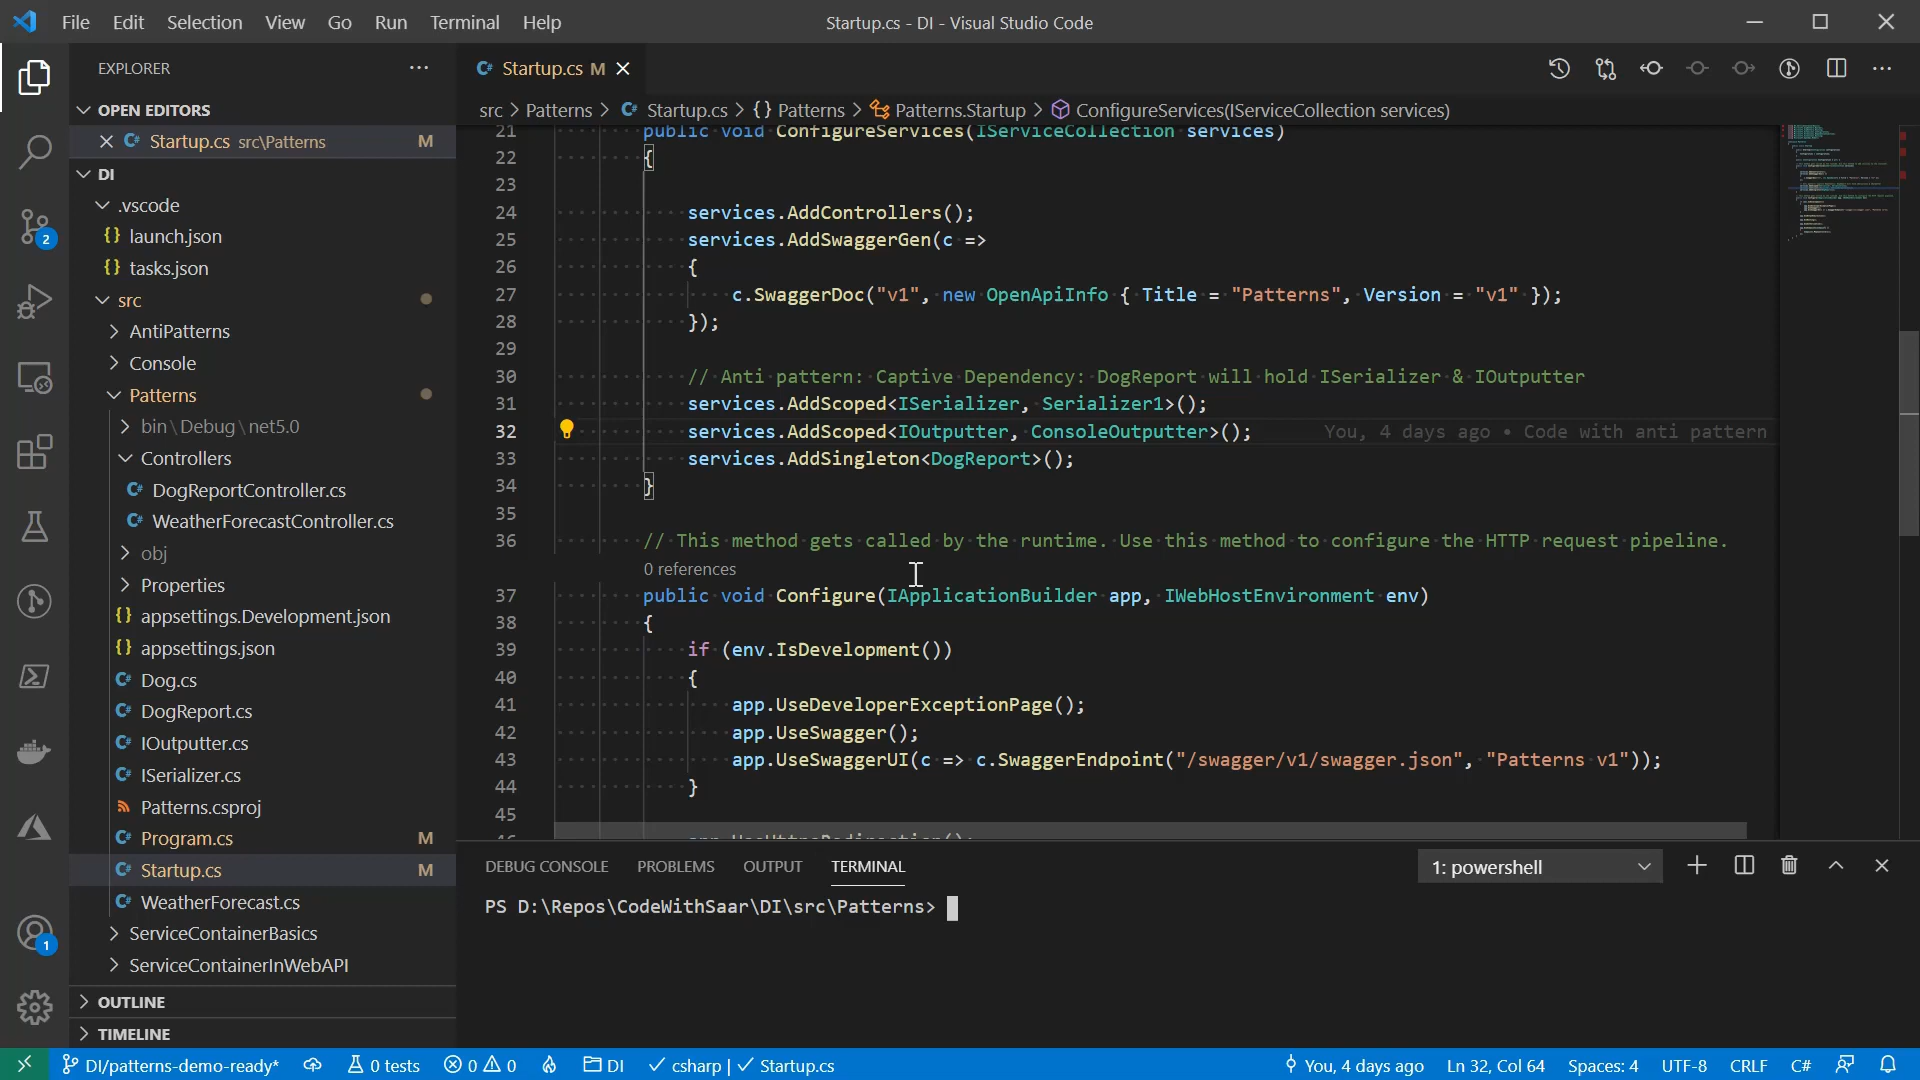 File Edit Selection View Go Run Terminal Help
Startup.cs - DI - Visual Studio Code
EXPLORER
OPEN EDITORS
Startup.cs src\Patterns M
DI
.vscode
{} launch.json
{} tasks.json
src
AntiPatterns
Console
Patterns
bin\Debug\net5.0
Controllers
C# DogReportController.cs
C# WeatherForecastController.cs
obj
Properties
{} appsettings.Development.json
{} appsettings.json
C# Dog.cs
C# DogReport.cs
C# IOutputter.cs
C# ISerializer.cs
Patterns.csproj
C# Program.cs M
C# Startup.cs M
C# WeatherForecast.cs
ServiceContainerBasics
ServiceContainerInWebAPI
OUTLINE
TIMELINE
2
1
C# Startup.cs M
src > Patterns > C# Startup.cs > {} Patterns > Patterns.Startup > ConfigureServices(IServiceCollection services)
21 public void ConfigureServices(IServiceCollection services)
22 {
23
24 services.AddControllers();
25 services.AddSwaggerGen(c =>
26 {
27 c.SwaggerDoc("v1", new OpenApiInfo { Title = "Patterns", Version = "v1" });
28 });
29
30 // Anti pattern: Captive Dependency: DogReport will hold ISerializer & IOutputter
31 services.AddScoped<ISerializer, Serializer1>();
32 services.AddScoped<IOutputter, ConsoleOutputter>(); You, 4 days ago • Code with anti pattern
33 services.AddSingleton<DogReport>();
34 }
35
36 // This method gets called by the runtime. Use this method to configure the HTTP request pipeline.
0 references
37 public void Configure(IApplicationBuilder app, IWebHostEnvironment env)
38 {
39 if (env.IsDevelopment())
40 {
41 app.UseDeveloperExceptionPage();
42 app.UseSwagger();
43 app.UseSwaggerUI(c => c.SwaggerEndpoint("/swagger/v1/swagger.json", "Patterns v1"));
44 }
45
DEBUG CONSOLE PROBLEMS OUTPUT TERMINAL
1: powershell
PS D:\Repos\CodeWithSaar\DI\src\Patterns>
DI/patterns-demo-ready* 0 tests 0 0 DI csharp | Startup.cs
You, 4 days ago Ln 32, Col 64 Spaces: 4 UTF-8 CRLF C#